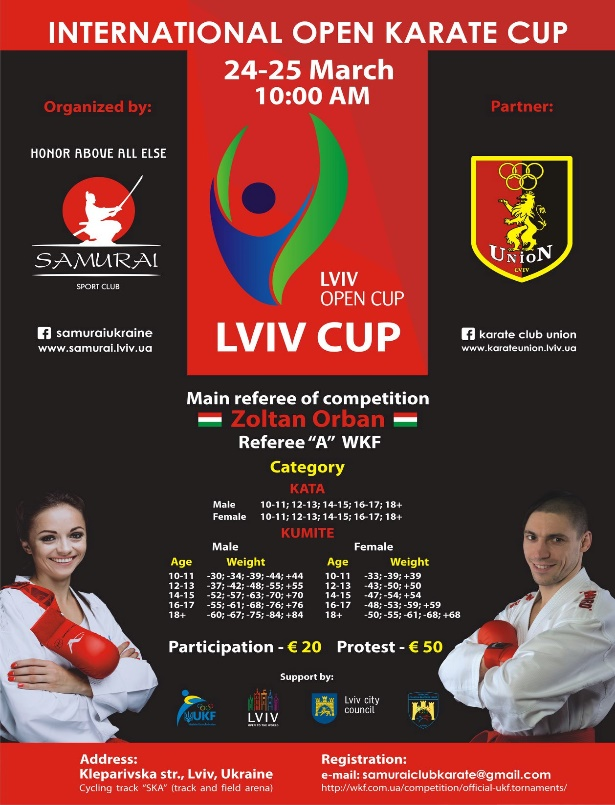 INTERNATIONAL OPEN KARATE CUP
24-25 March
10:00 AM
Organized by:
HONOR ABOVE ALL ELSE
SAMURAI
SPORT CLUB
samuraiukraine
www.samurai.lviv.ua
LVIV
OPEN CUP
LVIV CUP
Partner:
UNION
LVIV
karate club union
www.karateunion.lviv.ua
Main referee of competition
Zoltan Orban
Referee "A" WKF
Category
KATA
Male 10-11; 12-13; 14-15; 16-17; 18+
Female 10-11; 12-13; 14-15; 16-17; 18+
KUMITE
Male Female
Age Weight Age Weight
10-11 -30; -34; -39; -44; +44 10-11 -33; -39; +39
12-13 -37; -42; -48; -55; +55 12-13 -43; -50; +50
14-15 -52; -57; -63; -70; +70 14-15 -47; -54; +54
16-17 -55; -61; -68; -76; +76 16-17 -48; -53; -59; +59
18+ -60; -67; -75; -84; +84 18+ -50; -55; -61; -68; +68
Participation - € 20 Protest - € 50
Support by:
UKF
LVIV
OPEN TO THE WORLD
Lviv city
council
Address:
Kleparivska str., Lviv, Ukraine
Cycling track "SKA" (track and field arena)
Registration:
e-mail: samuraiclubkarate@gmail.com
http://wkf.com.ua/competition/official-ukf.tornaments/